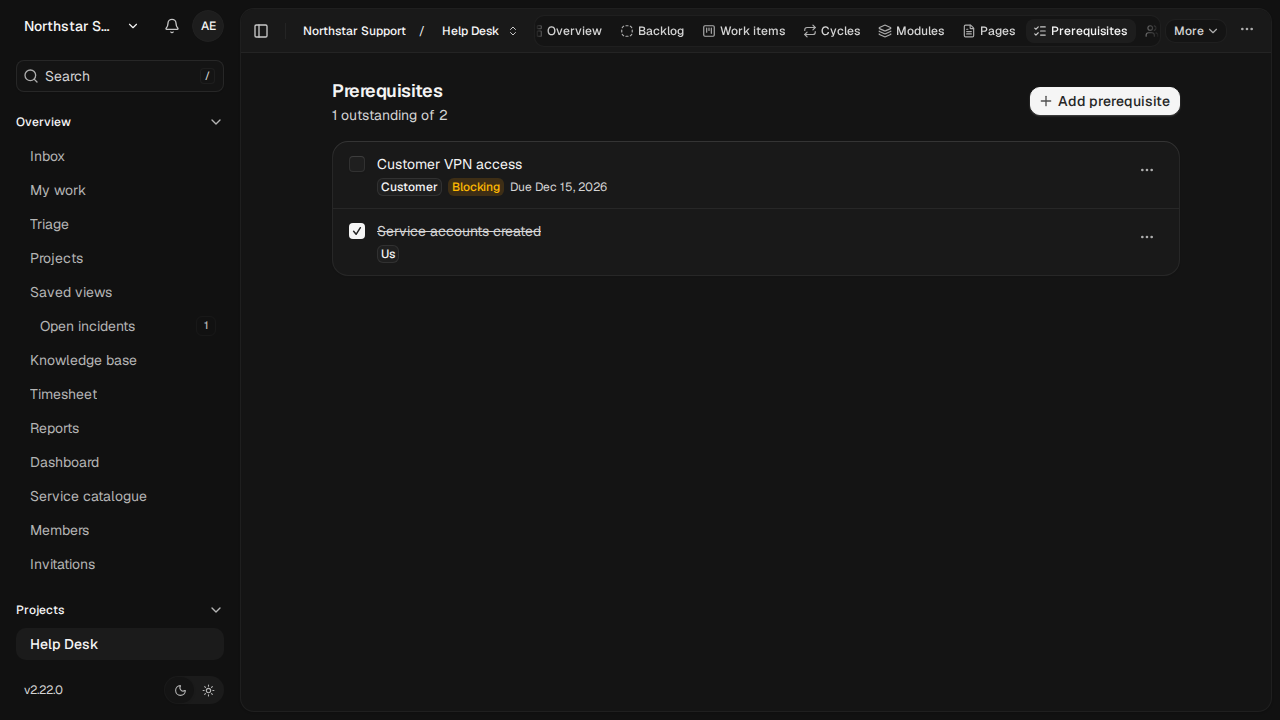 Northstar S...
AE
Search
/
Overview
Inbox
My work
Triage
Projects
Saved views
Open incidents
1
Knowledge base
Timesheet
Reports
Dashboard
Service catalogue
Members
Invitations
Projects
Help Desk
v2.22.0
Northstar Support / Help Desk
Overview
Backlog
Work items
Cycles
Modules
Pages
Prerequisites
More
Prerequisites
1 outstanding of 2
Add prerequisite
Customer VPN access
Customer Blocking Due Dec 15, 2026
Service accounts created
Us